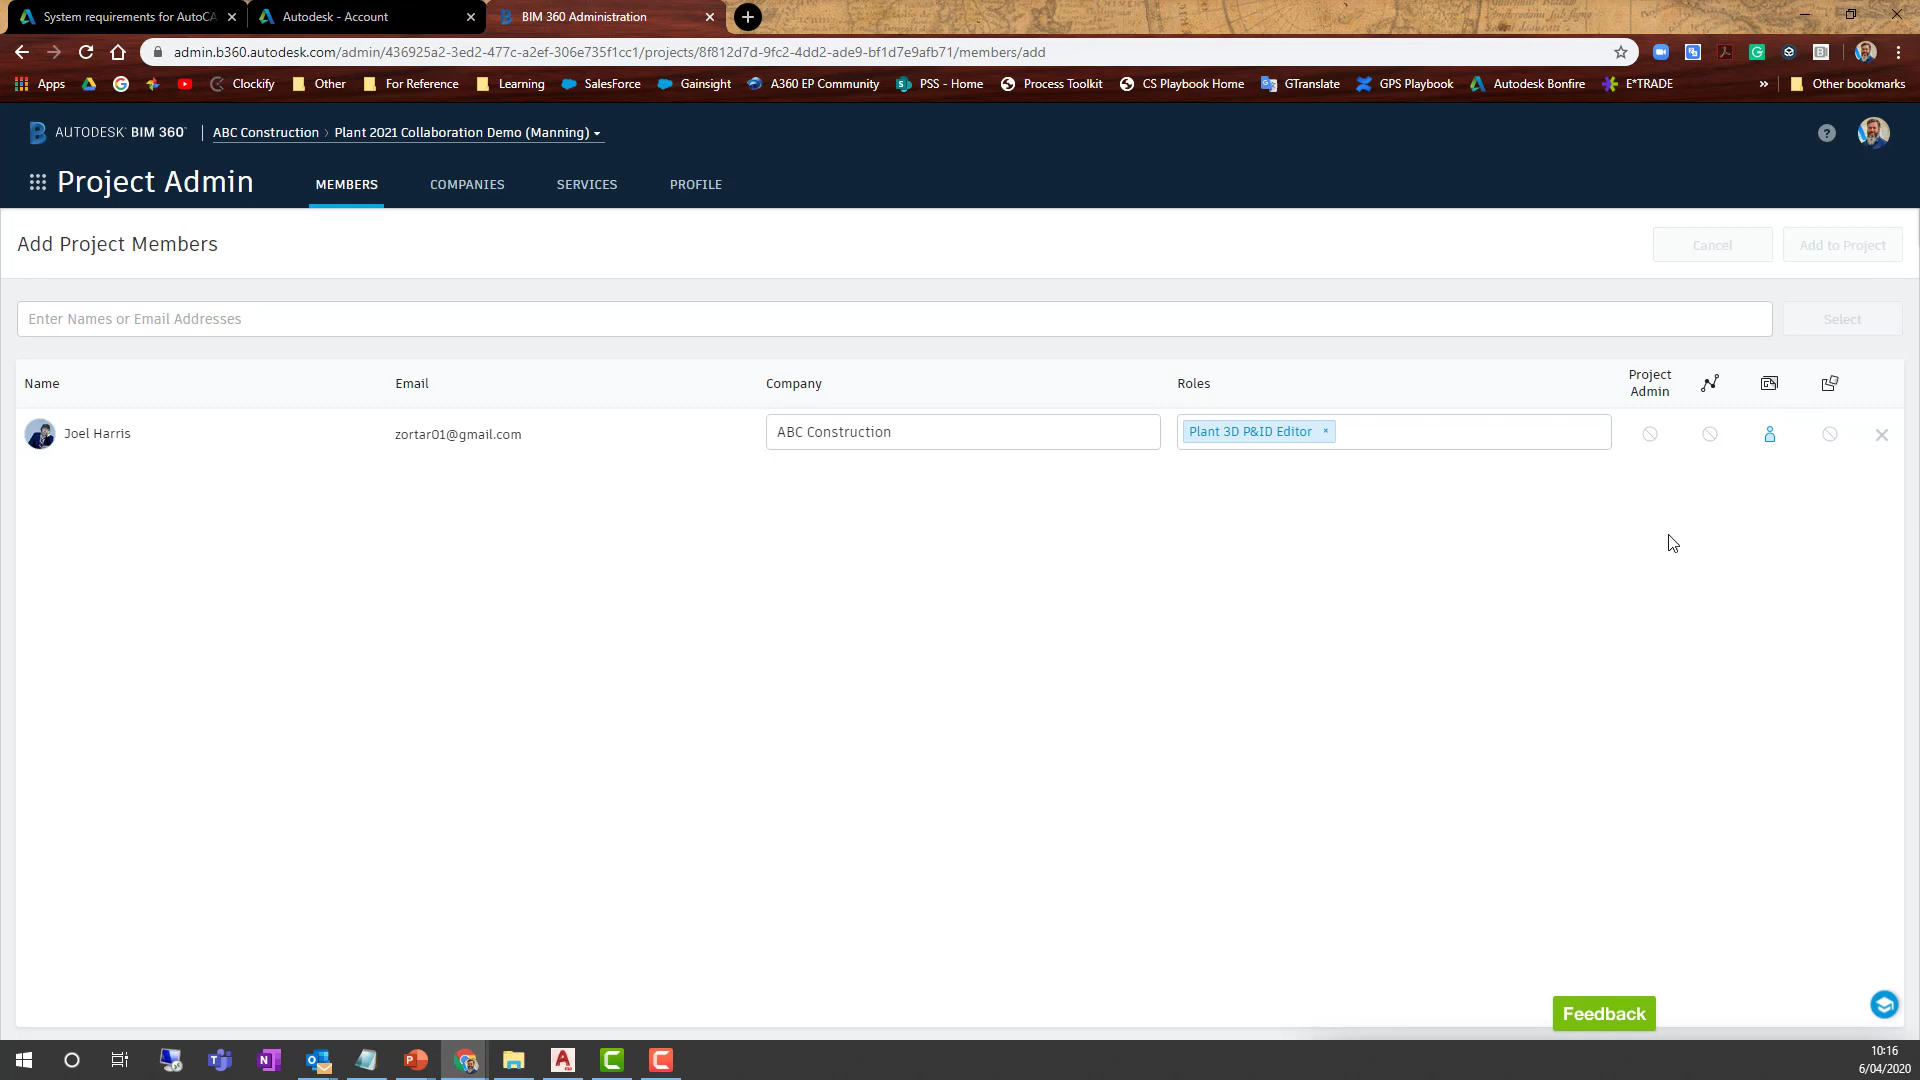 System requirements for AutoCA
Autodesk - Account
BIM 360 Administration
admin.b360.autodesk.com/admin/436925a2-3ed2-477c-a2ef-306e735f1cc1/projects/8f812d7d-9fc2-4dd2-ade9-bf1d7e9afb71/members/add
Apps
Clockify
Other
For Reference
Learning
SalesForce
Gainsight
A360 EP Community
PSS - Home
Process Toolkit
CS Playbook Home
GTranslate
GPS Playbook
Autodesk Bonfire
E*TRADE
»
Other bookmarks
AUTODESK® BIM 360™
ABC Construction › Plant 2021 Collaboration Demo (Manning)
Project Admin
MEMBERS
COMPANIES
SERVICES
PROFILE
Add Project Members
Cancel
Add to Project
Enter Names or Email Addresses
Select
Name
Email
Company
Roles
Project
Admin
Joel Harris
zortar01@gmail.com
ABC Construction
Plant 3D P&ID Editor ×
Feedback
10:16
6/04/2020